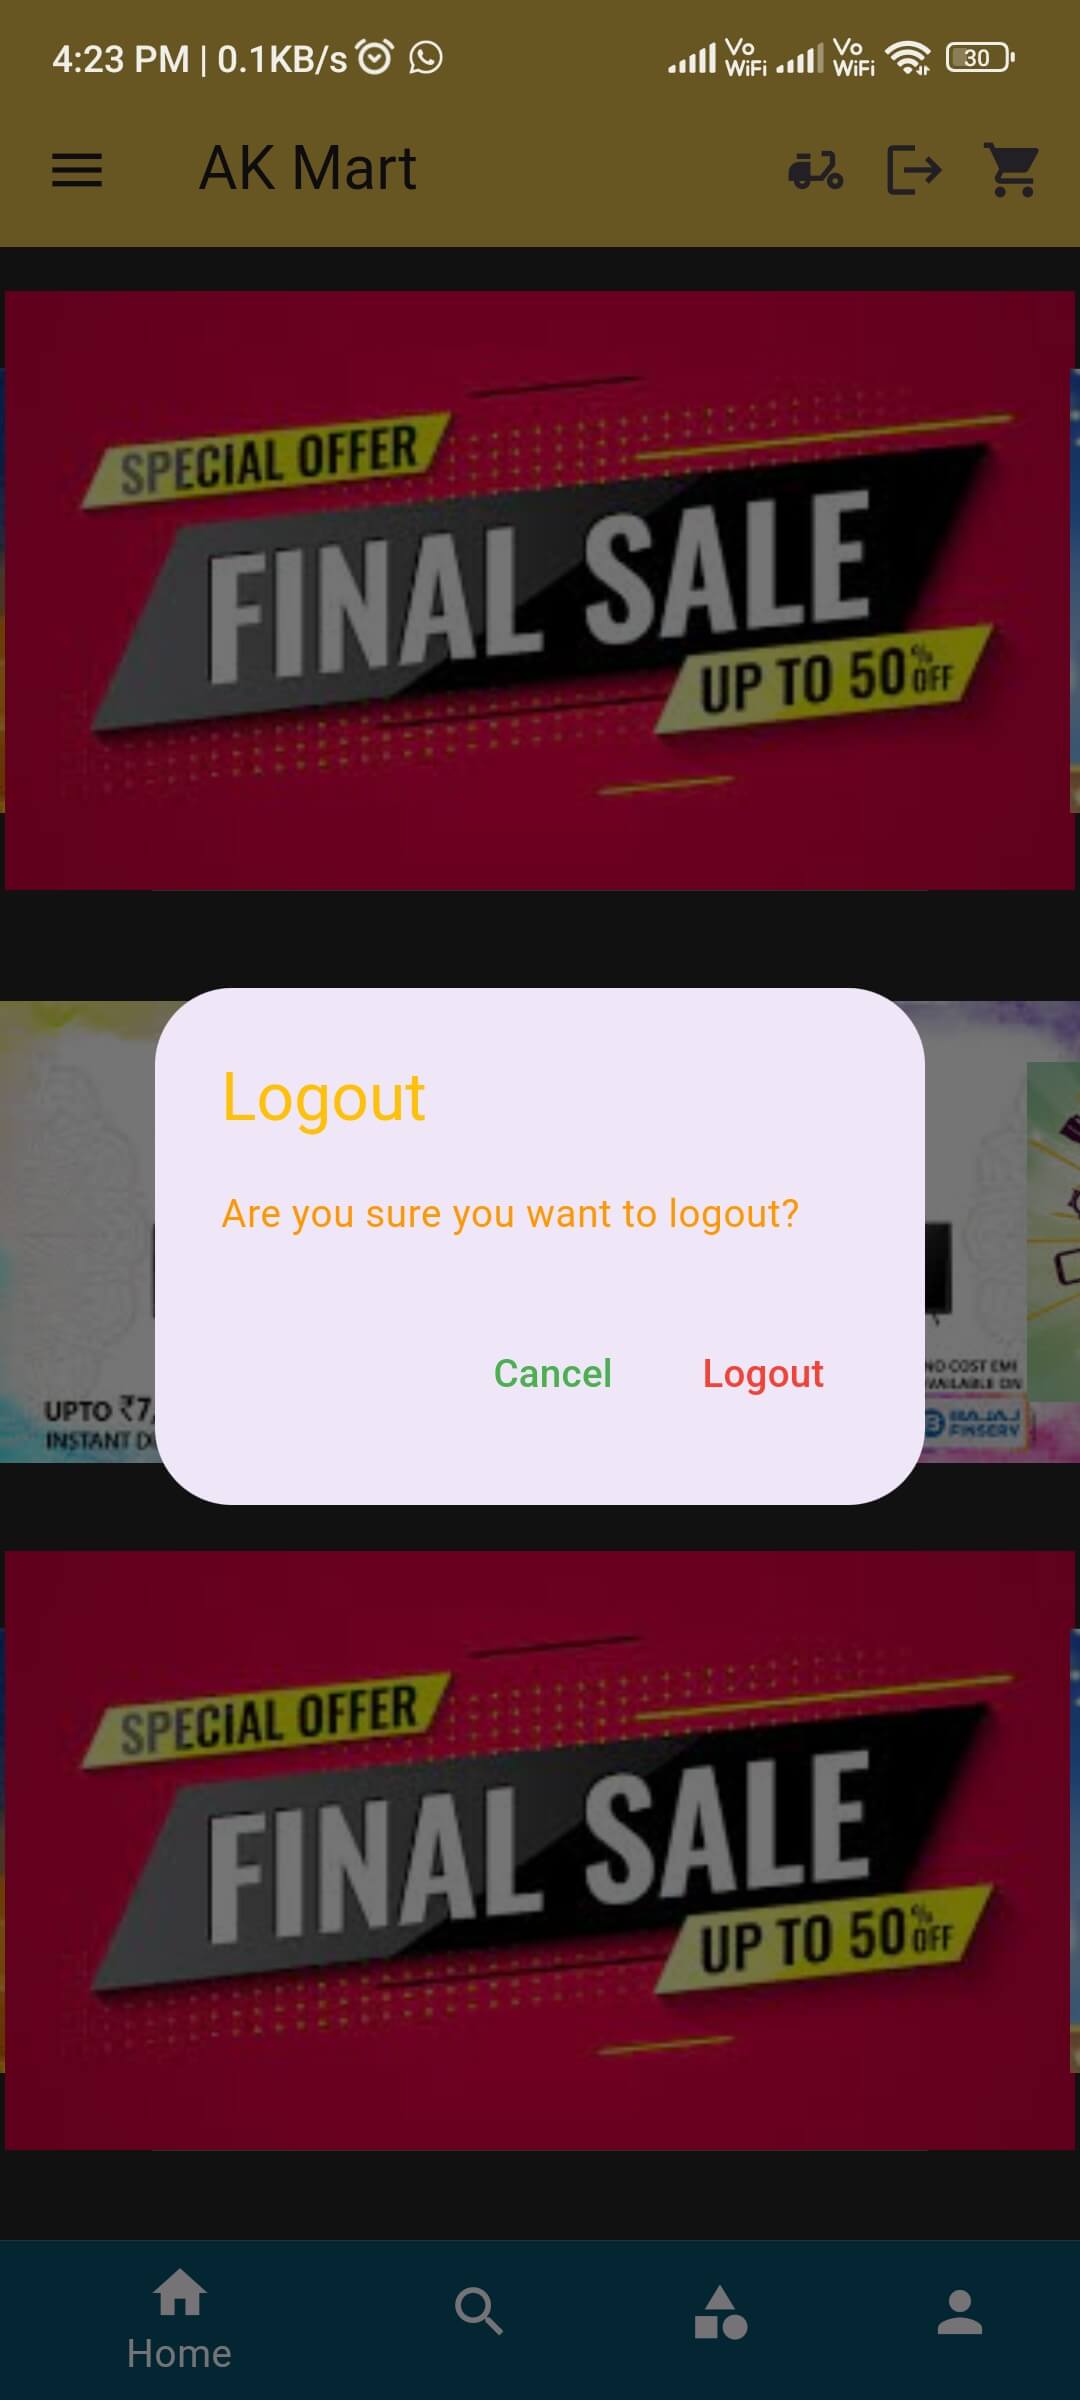 4:23 PM | 0.1KB/s
Vo
WiFi
Vo
WiFi
30
AK Mart
SPECIAL OFFER
FINAL SALE
UP TO 50% OFF
Logout
Are you sure you want to logout?
Cancel
Logout
NO COST EMI
AVAILABLE ON
UPTO ₹7,
INSTANT
BAJAJ
FINSERV
SPECIAL OFFER
FINAL SALE
UP TO 50% OFF
Home